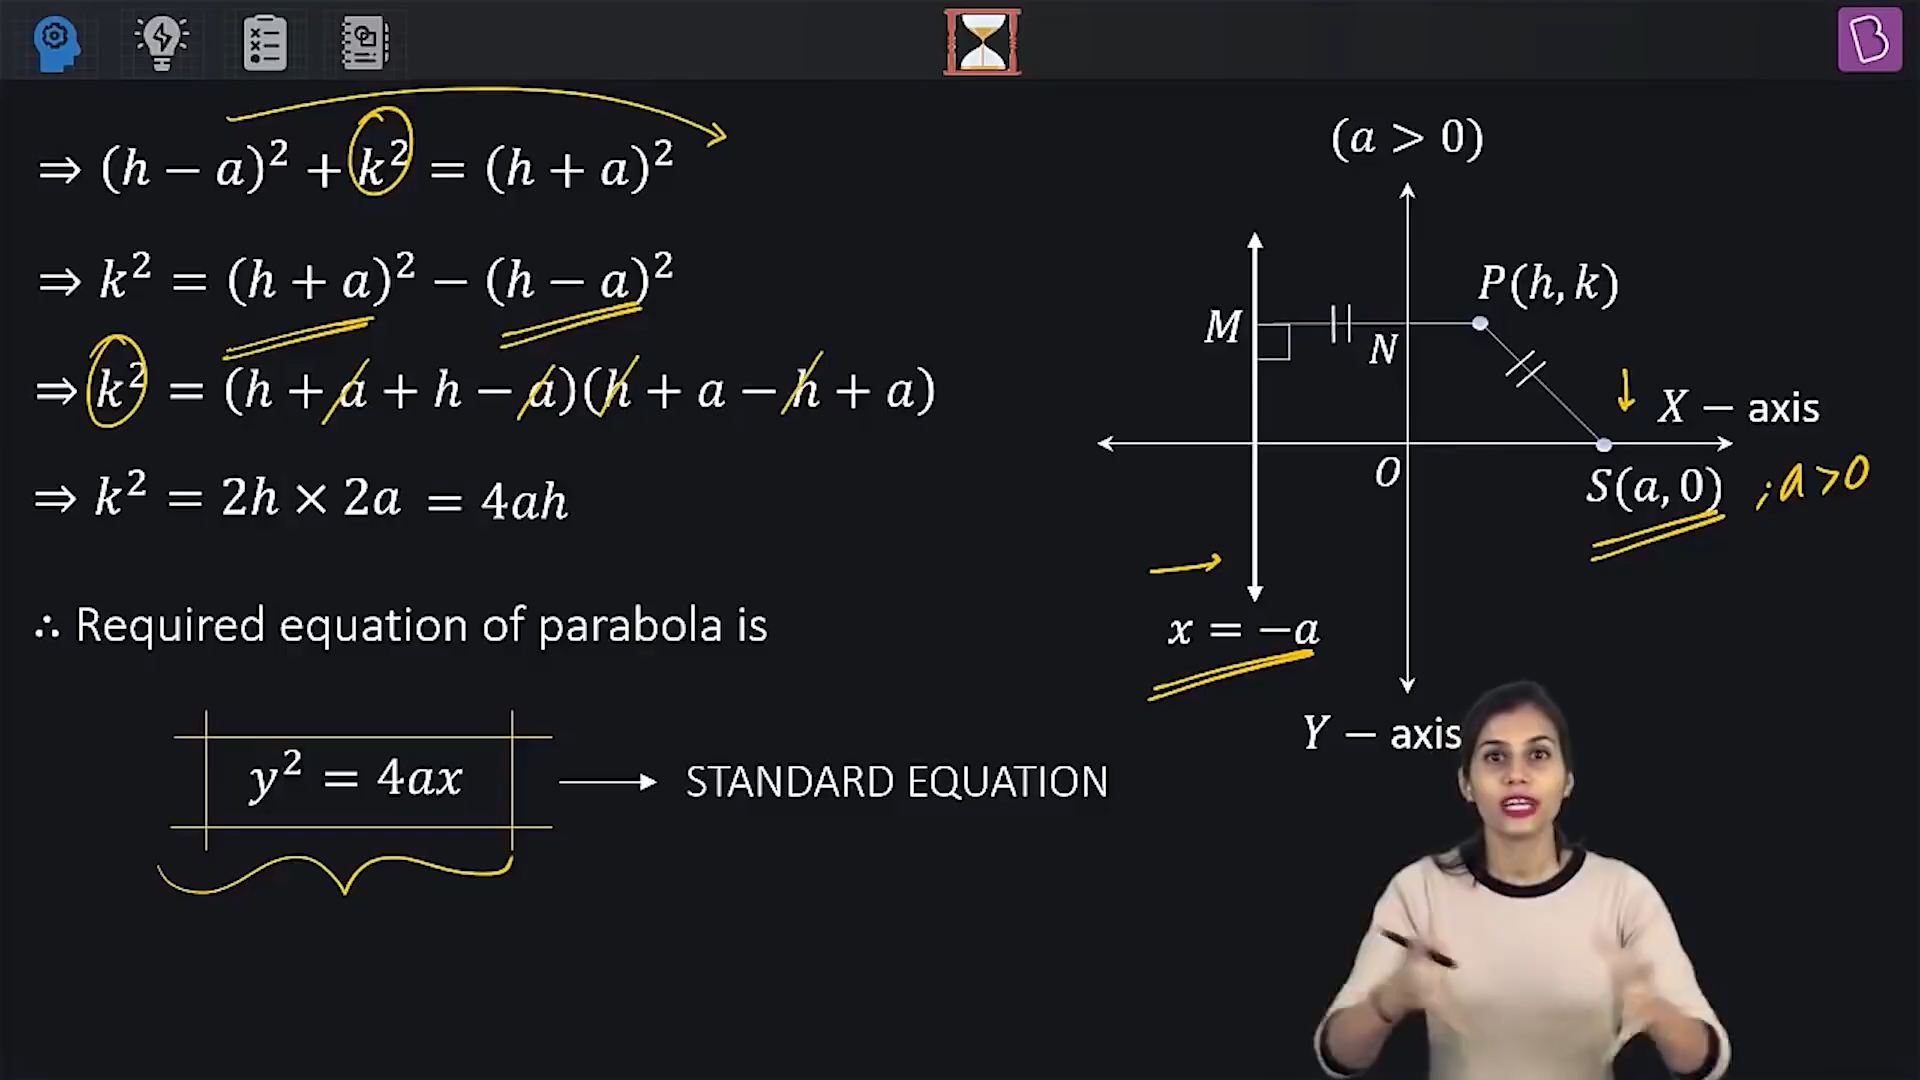 ⇒ (h − a)² + k² = (h + a)²
⇒ k² = (h + a)² − (h − a)²
⇒ k² = (h + a + h − a)(h + a − h + a)
⇒ k² = 2h × 2a = 4ah
∴ Required equation of parabola is
y² = 4ax → STANDARD EQUATION
(a > 0)
P(h, k)
M
N
X − axis
O
S(a, 0) ; a > 0
x = −a
Y − axis
B